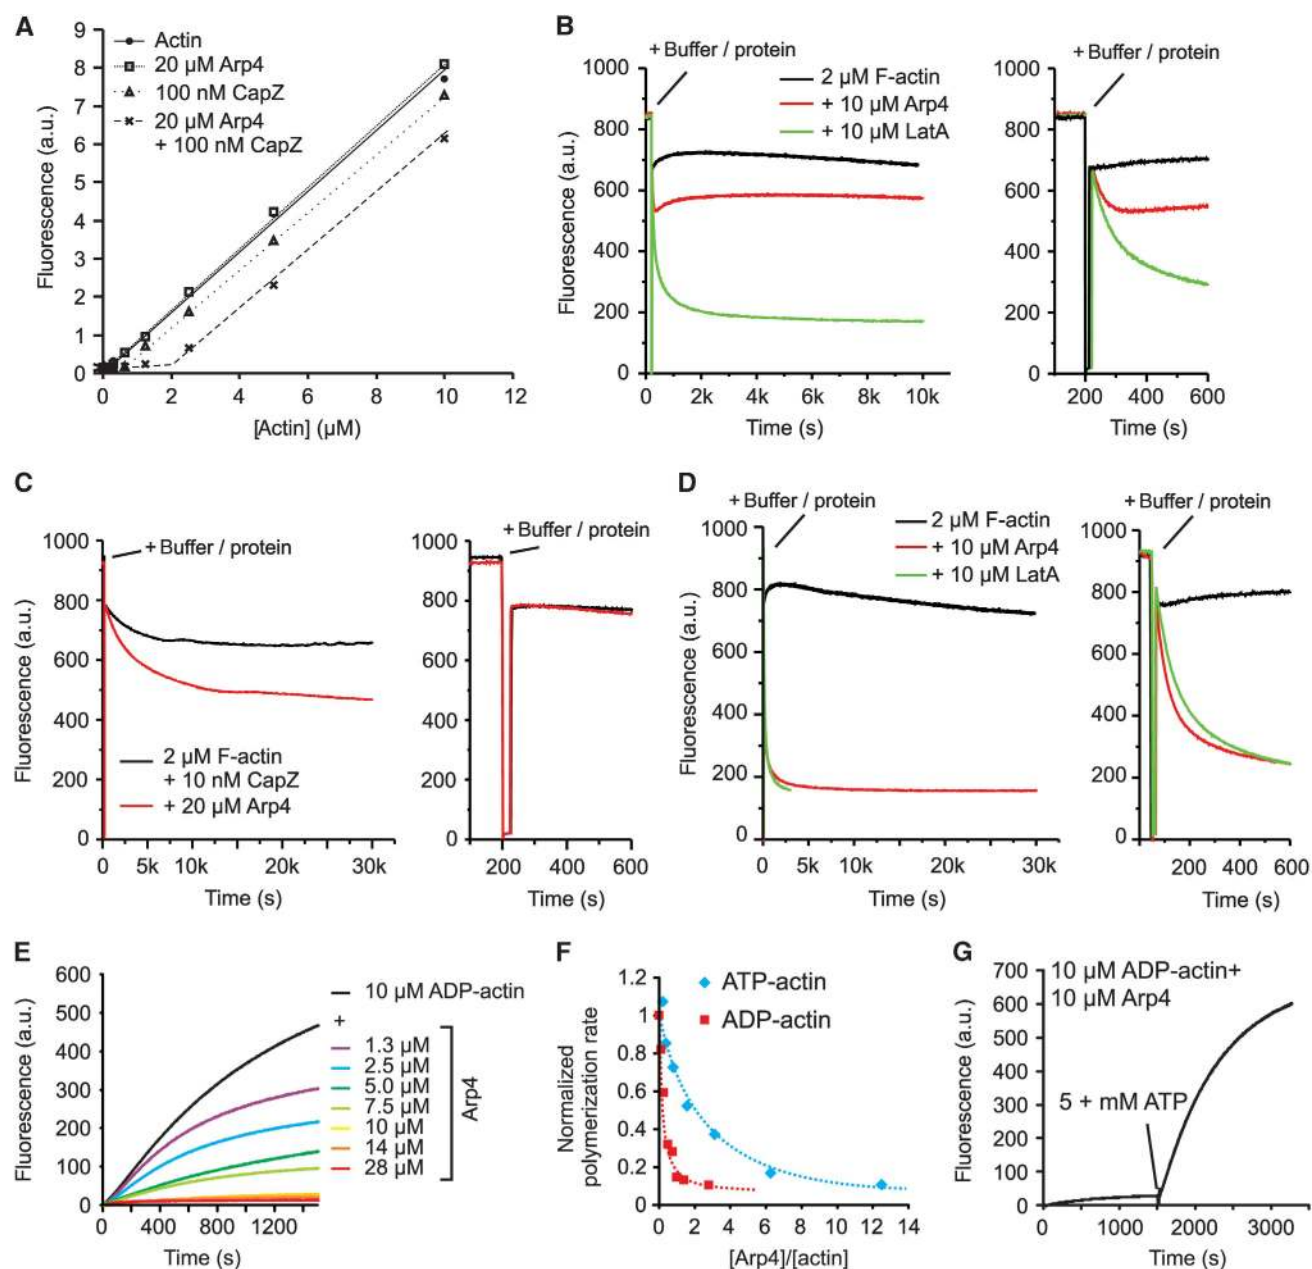 A
9
8
7
6
5
4
3
2
1
0
Fluorescence (a.u.)
Actin
20 µM Arp4
100 nM CapZ
20 µM Arp4
+ 100 nM CapZ
0 2 4 6 8 10 12
[Actin] (µM)
B
+ Buffer / protein
1000
800
600
400
200
0
Fluorescence (a.u.)
2 µM F-actin
+ 10 µM Arp4
+ 10 µM LatA
0 2k 4k 6k 8k 10k
Time (s)
+ Buffer / protein
1000
800
600
400
200
0
200 400 600
Time (s)
C
+ Buffer / protein
1000
800
600
400
200
0
Fluorescence (a.u.)
2 µM F-actin
+ 10 nM CapZ
+ 20 µM Arp4
0 5k 10k 20k 30k
Time (s)
+ Buffer / protein
1000
800
600
400
200
0
200 400 600
Time (s)
D
+ Buffer / protein
1000
800
600
400
200
0
Fluorescence (a.u.)
2 µM F-actin
+ 10 µM Arp4
+ 10 µM LatA
0 5k 10k 20k 30k
Time (s)
+ Buffer / protein
1000
800
600
400
200
0
200 400 600
Time (s)
E
600
500
400
300
200
100
0
Fluorescence (a.u.)
10 µM ADP-actin
+
1.3 µM
2.5 µM
5.0 µM
7.5 µM
10 µM
14 µM
28 µM
Arp4
0 400 800 1200
Time (s)
F
1.2
1
0.8
0.6
0.4
0.2
0
Normalized
polymerization rate
ATP-actin
ADP-actin
0 2 4 6 8 10 12 14
[Arp4]/[actin]
G
700
600
500
400
300
200
100
0
Fluorescence (a.u.)
10 µM ADP-actin+
10 µM Arp4
5 + mM ATP
0 1000 2000 3000
Time (s)